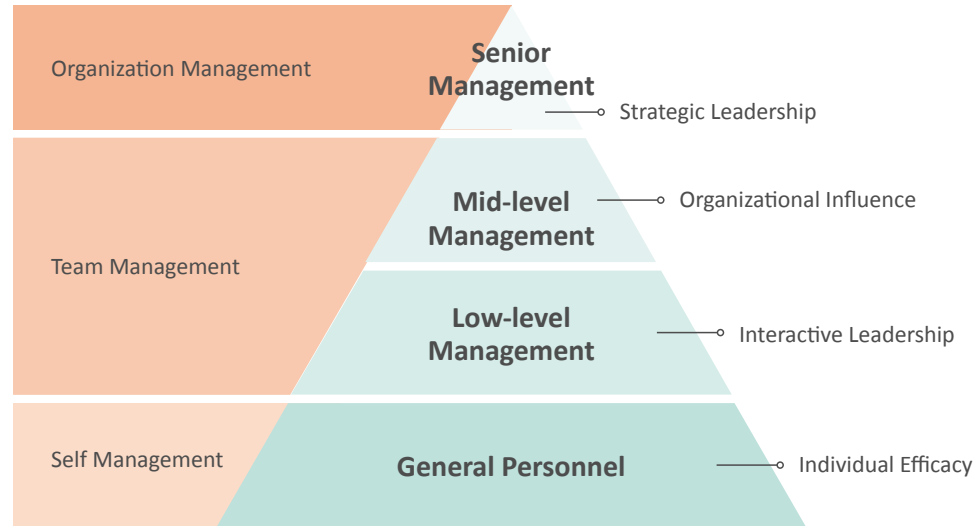 Organization Management
Senior
Management
Strategic Leadership
Team Management
Mid-level
Management
Organizational Influence
Low-level
Management
Interactive Leadership
Self Management
General Personnel
Individual Efficacy